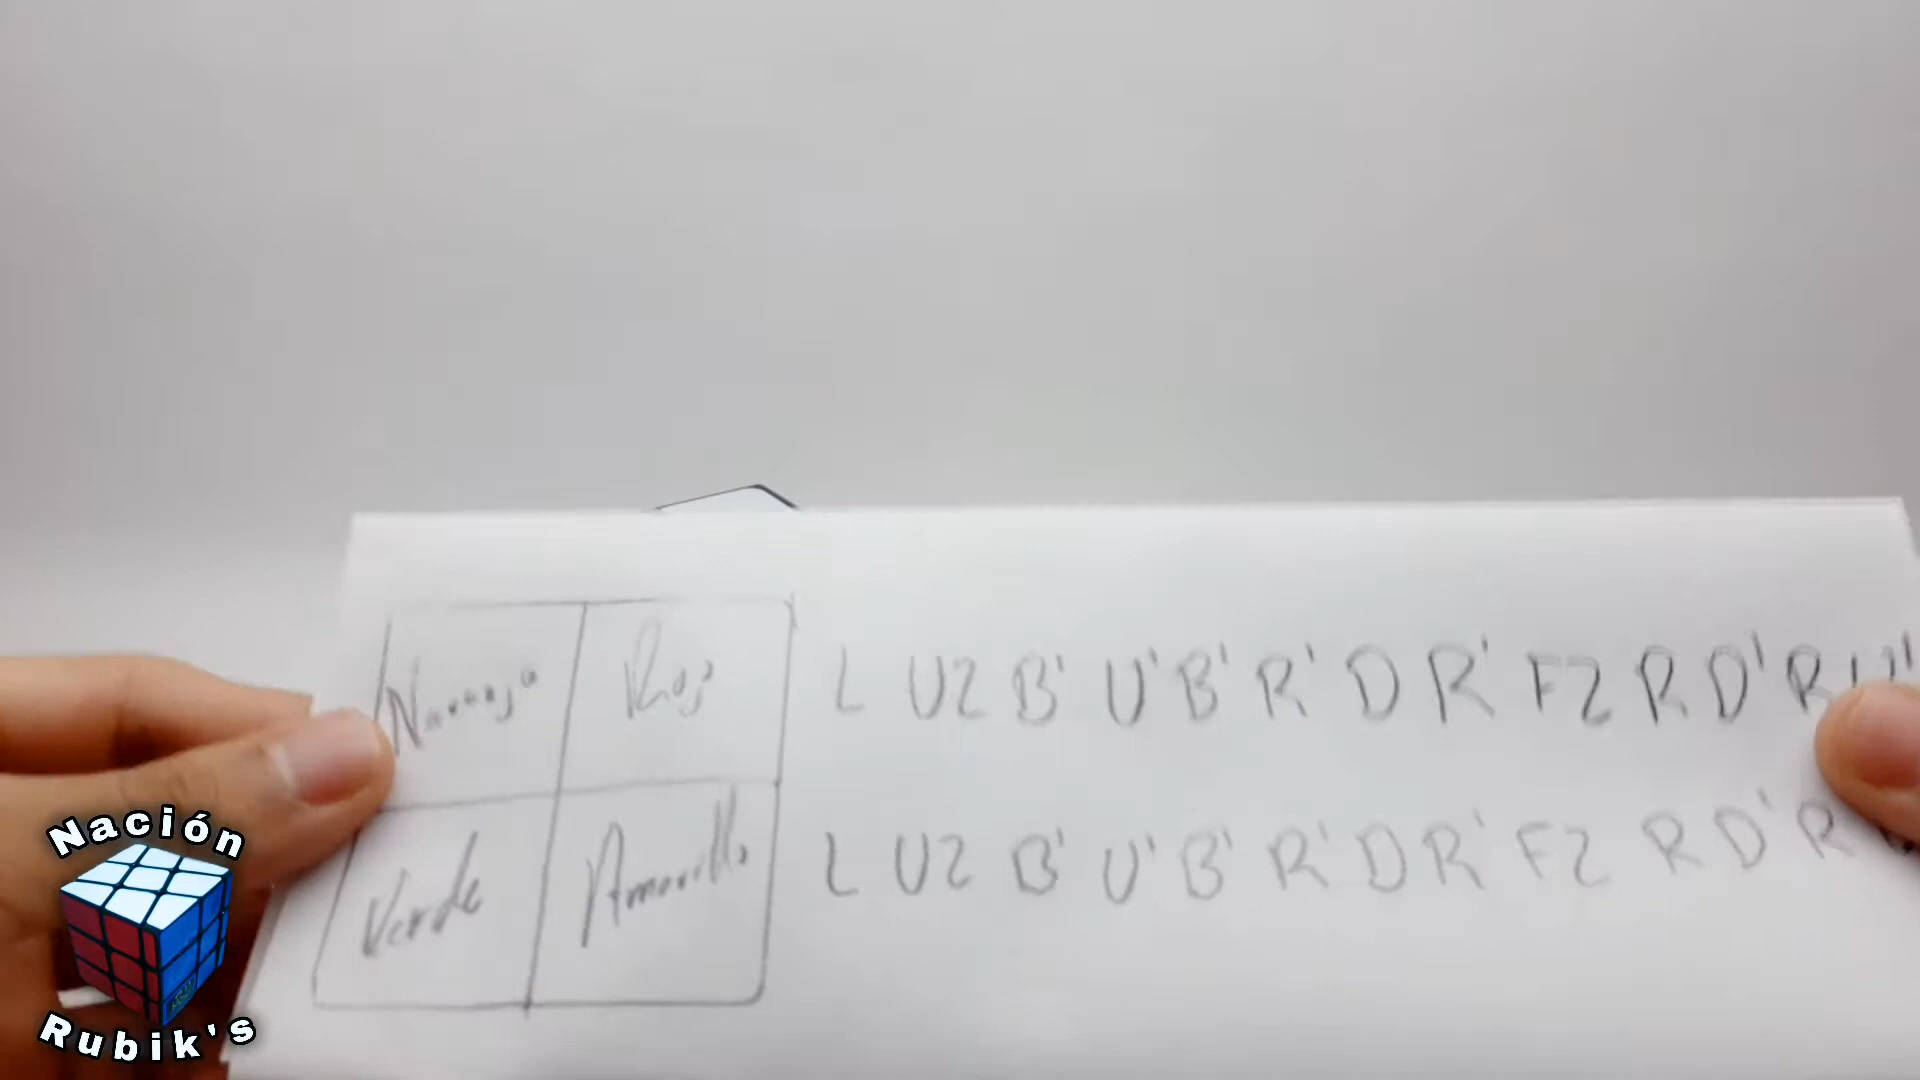 Naranja Rojo
L U2 B' U' B' R' D R' F2 R D' R U'
Verde Amarillo
L U2 B' U' B' R' D R' F2 R D' R
Nación
Rubik's